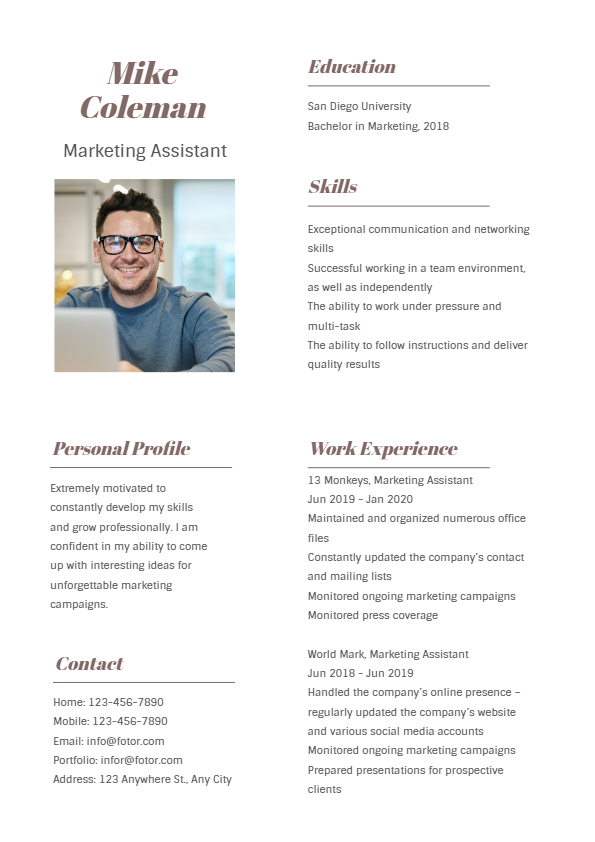 Mike
Coleman
Marketing Assistant
Education
San Diego University
Bachelor in Marketing, 2018
Skills
Exceptional communication and networking
skills
Successful working in a team environment,
as well as independently
The ability to work under pressure and
multi-task
The ability to follow instructions and deliver
quality results
Personal Profile
Extremely motivated to
constantly develop my skills
and grow professionally. I am
confident in my ability to come
up with interesting ideas for
unforgettable marketing
campaigns.
Contact
Home: 123-456-7890
Mobile: 123-456-7890
Email: info@fotor.com
Portfolio: infor@fotor.com
Address: 123 Anywhere St., Any City
Work Experience
13 Monkeys, Marketing Assistant
Jun 2019 - Jan 2020
Maintained and organized numerous office
files
Constantly updated the company's contact
and mailing lists
Monitored ongoing marketing campaigns
Monitored press coverage
World Mark, Marketing Assistant
Jun 2018 - Jun 2019
Handled the company's online presence –
regularly updated the company's website
and various social media accounts
Monitored ongoing marketing campaigns
Prepared presentations for prospective
clients